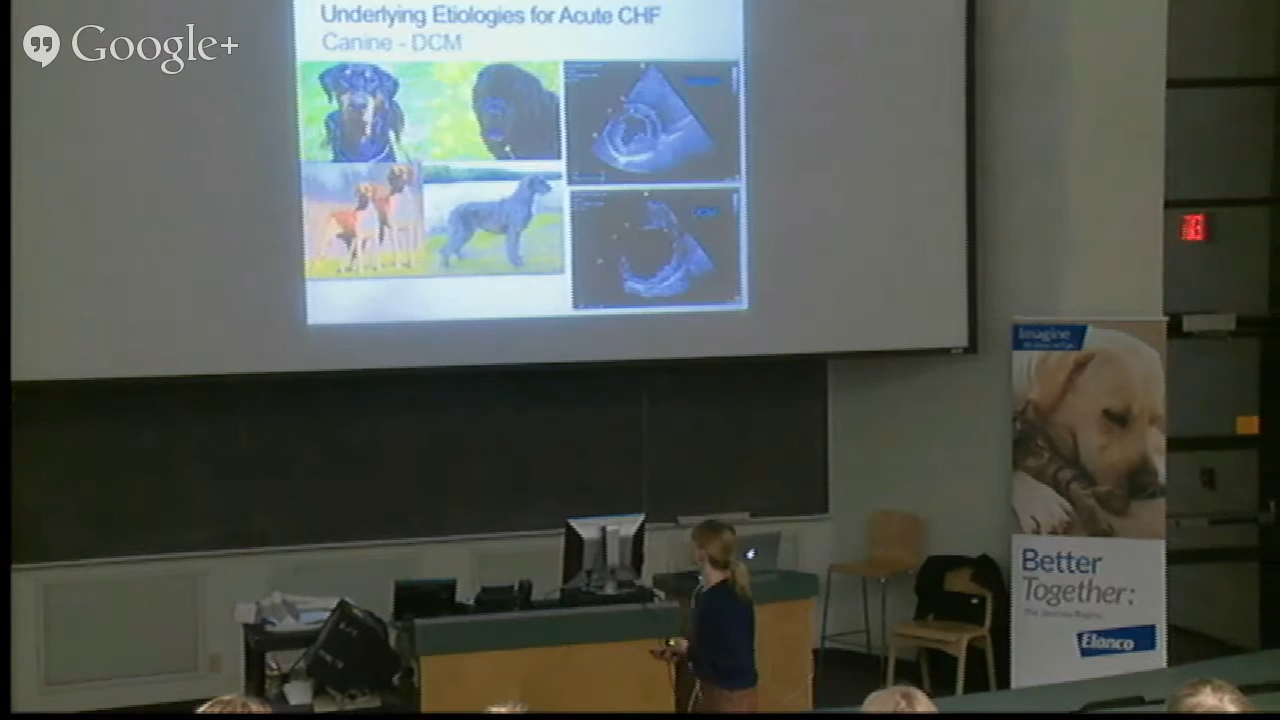 Google+
Underlying Etiologies for Acute CHF
Canine - DCM
Imagine
Better
Together:
Elanco